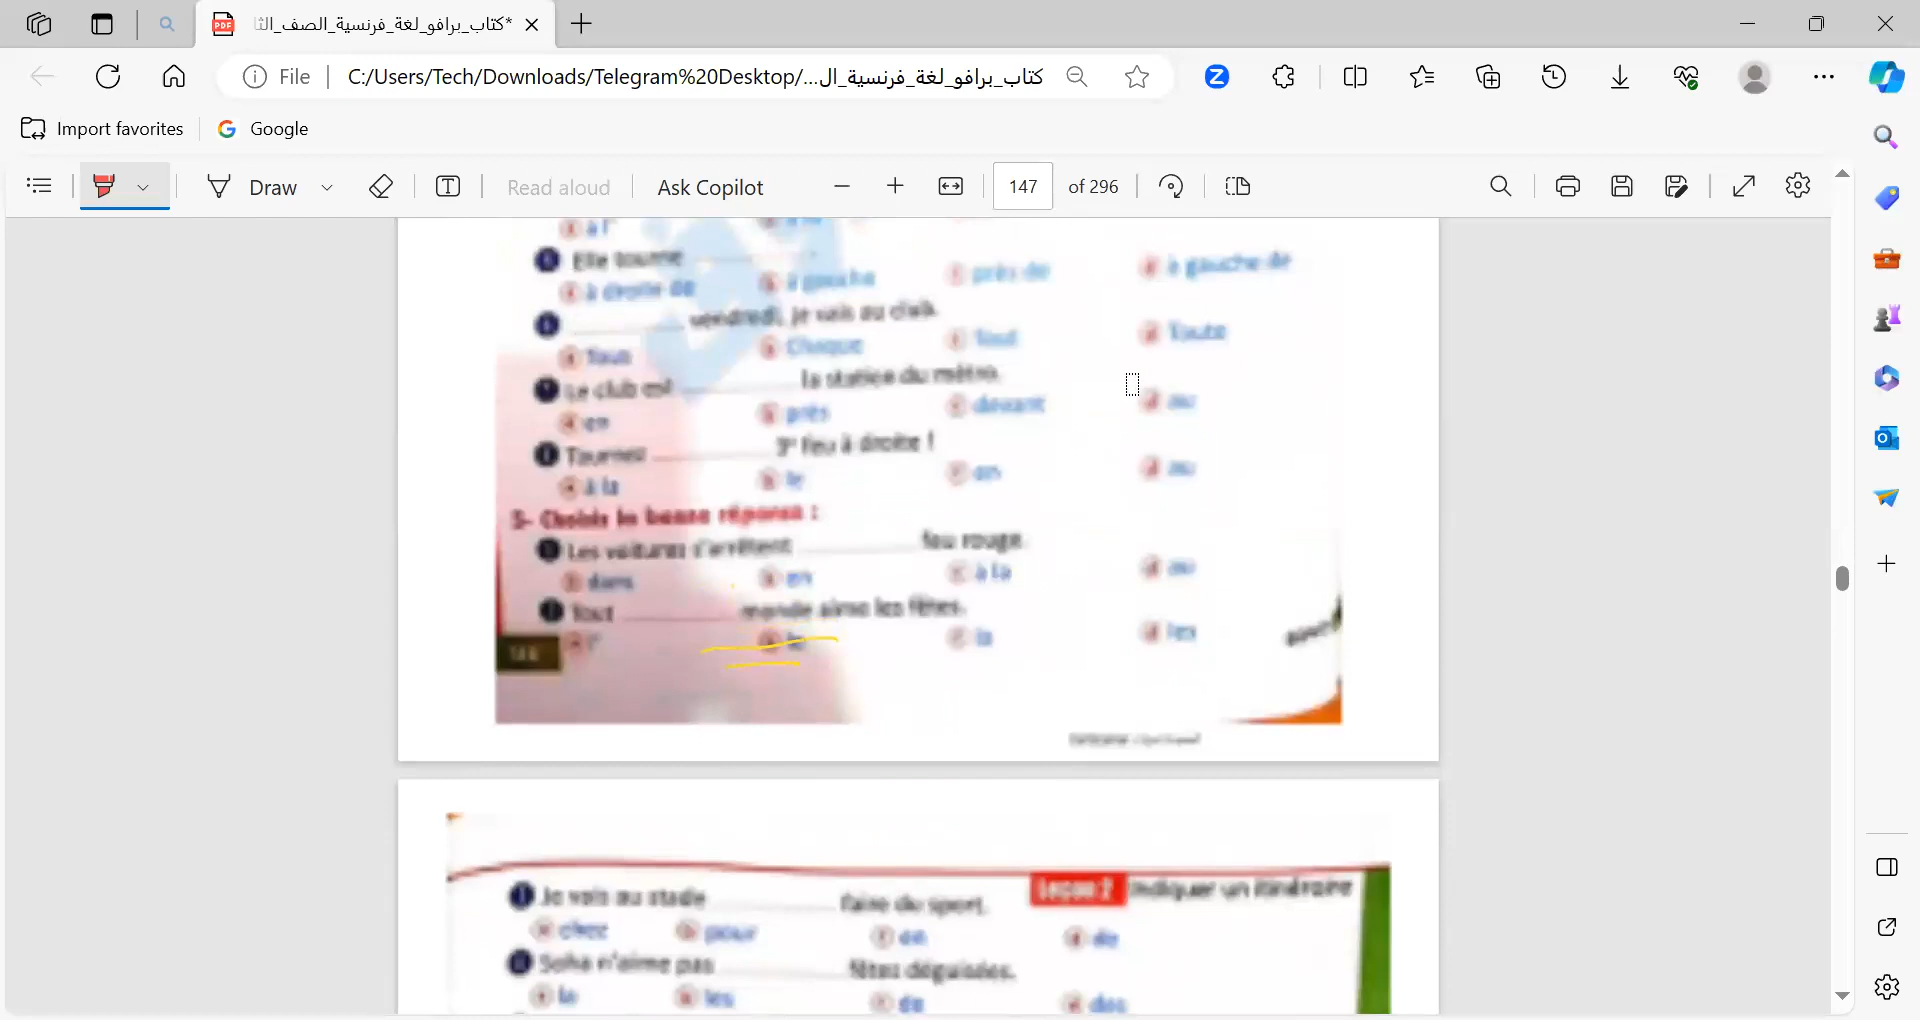 *كتاب_برافو_لغة_فرنسية_الصف_الثا
File C:/Users/Tech/Downloads/Telegram%20Desktop/...كتاب_برافو_لغة_فرنسية_ال
Import favorites Google
Draw Read aloud Ask Copilot 147 of 296
à l'
Elle tourne
à droite de à gauche près de à gauche de
vendredi, je vais au club.
Tous Chaque Tout Toute
Le club est la station du métro.
en près devant au
Tournez 3e feu à droite !
à la le en au
5- Choisis la bonne réponse :
Les voitures s'arrêtent feu rouge.
dans en à la au
Tout monde aime les fêtes.
l' le la les
Je vais au stade faire du sport. Leçon 2 Indiquer un itinéraire
chez pour en de
Soha n'aime pas fêtes déguisées.
la les de des